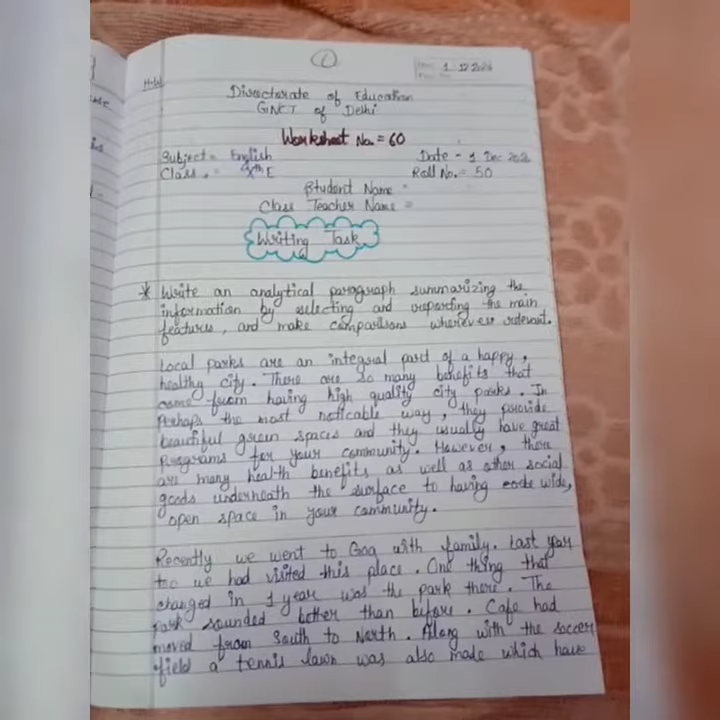 1
H.W
1 12 202
Directorate of Education
GNCT of Delhi
Worksheet No. = 60
Subject = English
Date - 1 Dec 202
Class . =
E
Roll No. = 50
Student Name =
Class Teacher Name =
Writing Task
* Write an analytical paragraph summarizing the
information by selecting and reporting the main
features, and make comparisons wherever relevant.
Local parks are an integral part of a happy,
healthy city. There are so many benefits that
come from having high quality city parks. In
Perhaps the most noticable way, they provide
beautiful green spaces and they usually have great
Programs for your community. However, there
are many health benefits as well as other social
goods underneath the surface to having wide,
open space in your community.
Recently we went to Goa with family. Last year
too we had visited this place. One thing that
changed in 1 year was the park there. The
park sounded better than before. Cafe had
moved from South to North. Along with the soccer
field a tennis lawn was also made which have